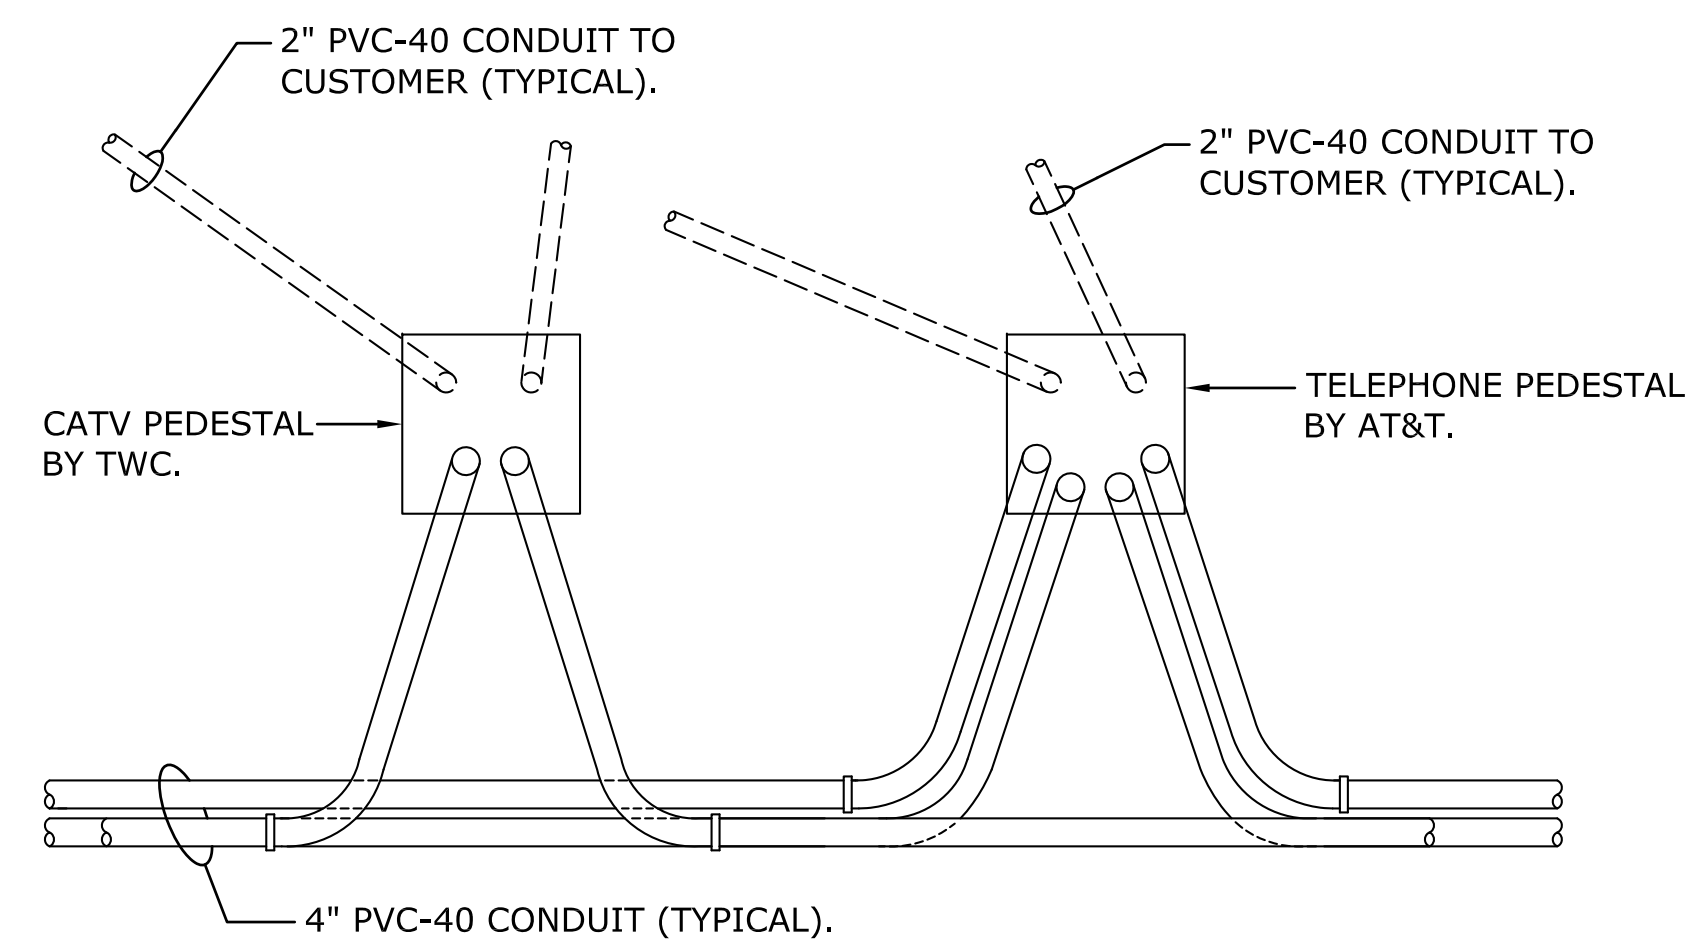 2" PVC-40 CONDUIT TO
CUSTOMER (TYPICAL).
2" PVC-40 CONDUIT TO
CUSTOMER (TYPICAL).
CATV PEDESTAL
BY TWC.
TELEPHONE PEDESTAL
BY AT&T.
4" PVC-40 CONDUIT (TYPICAL).